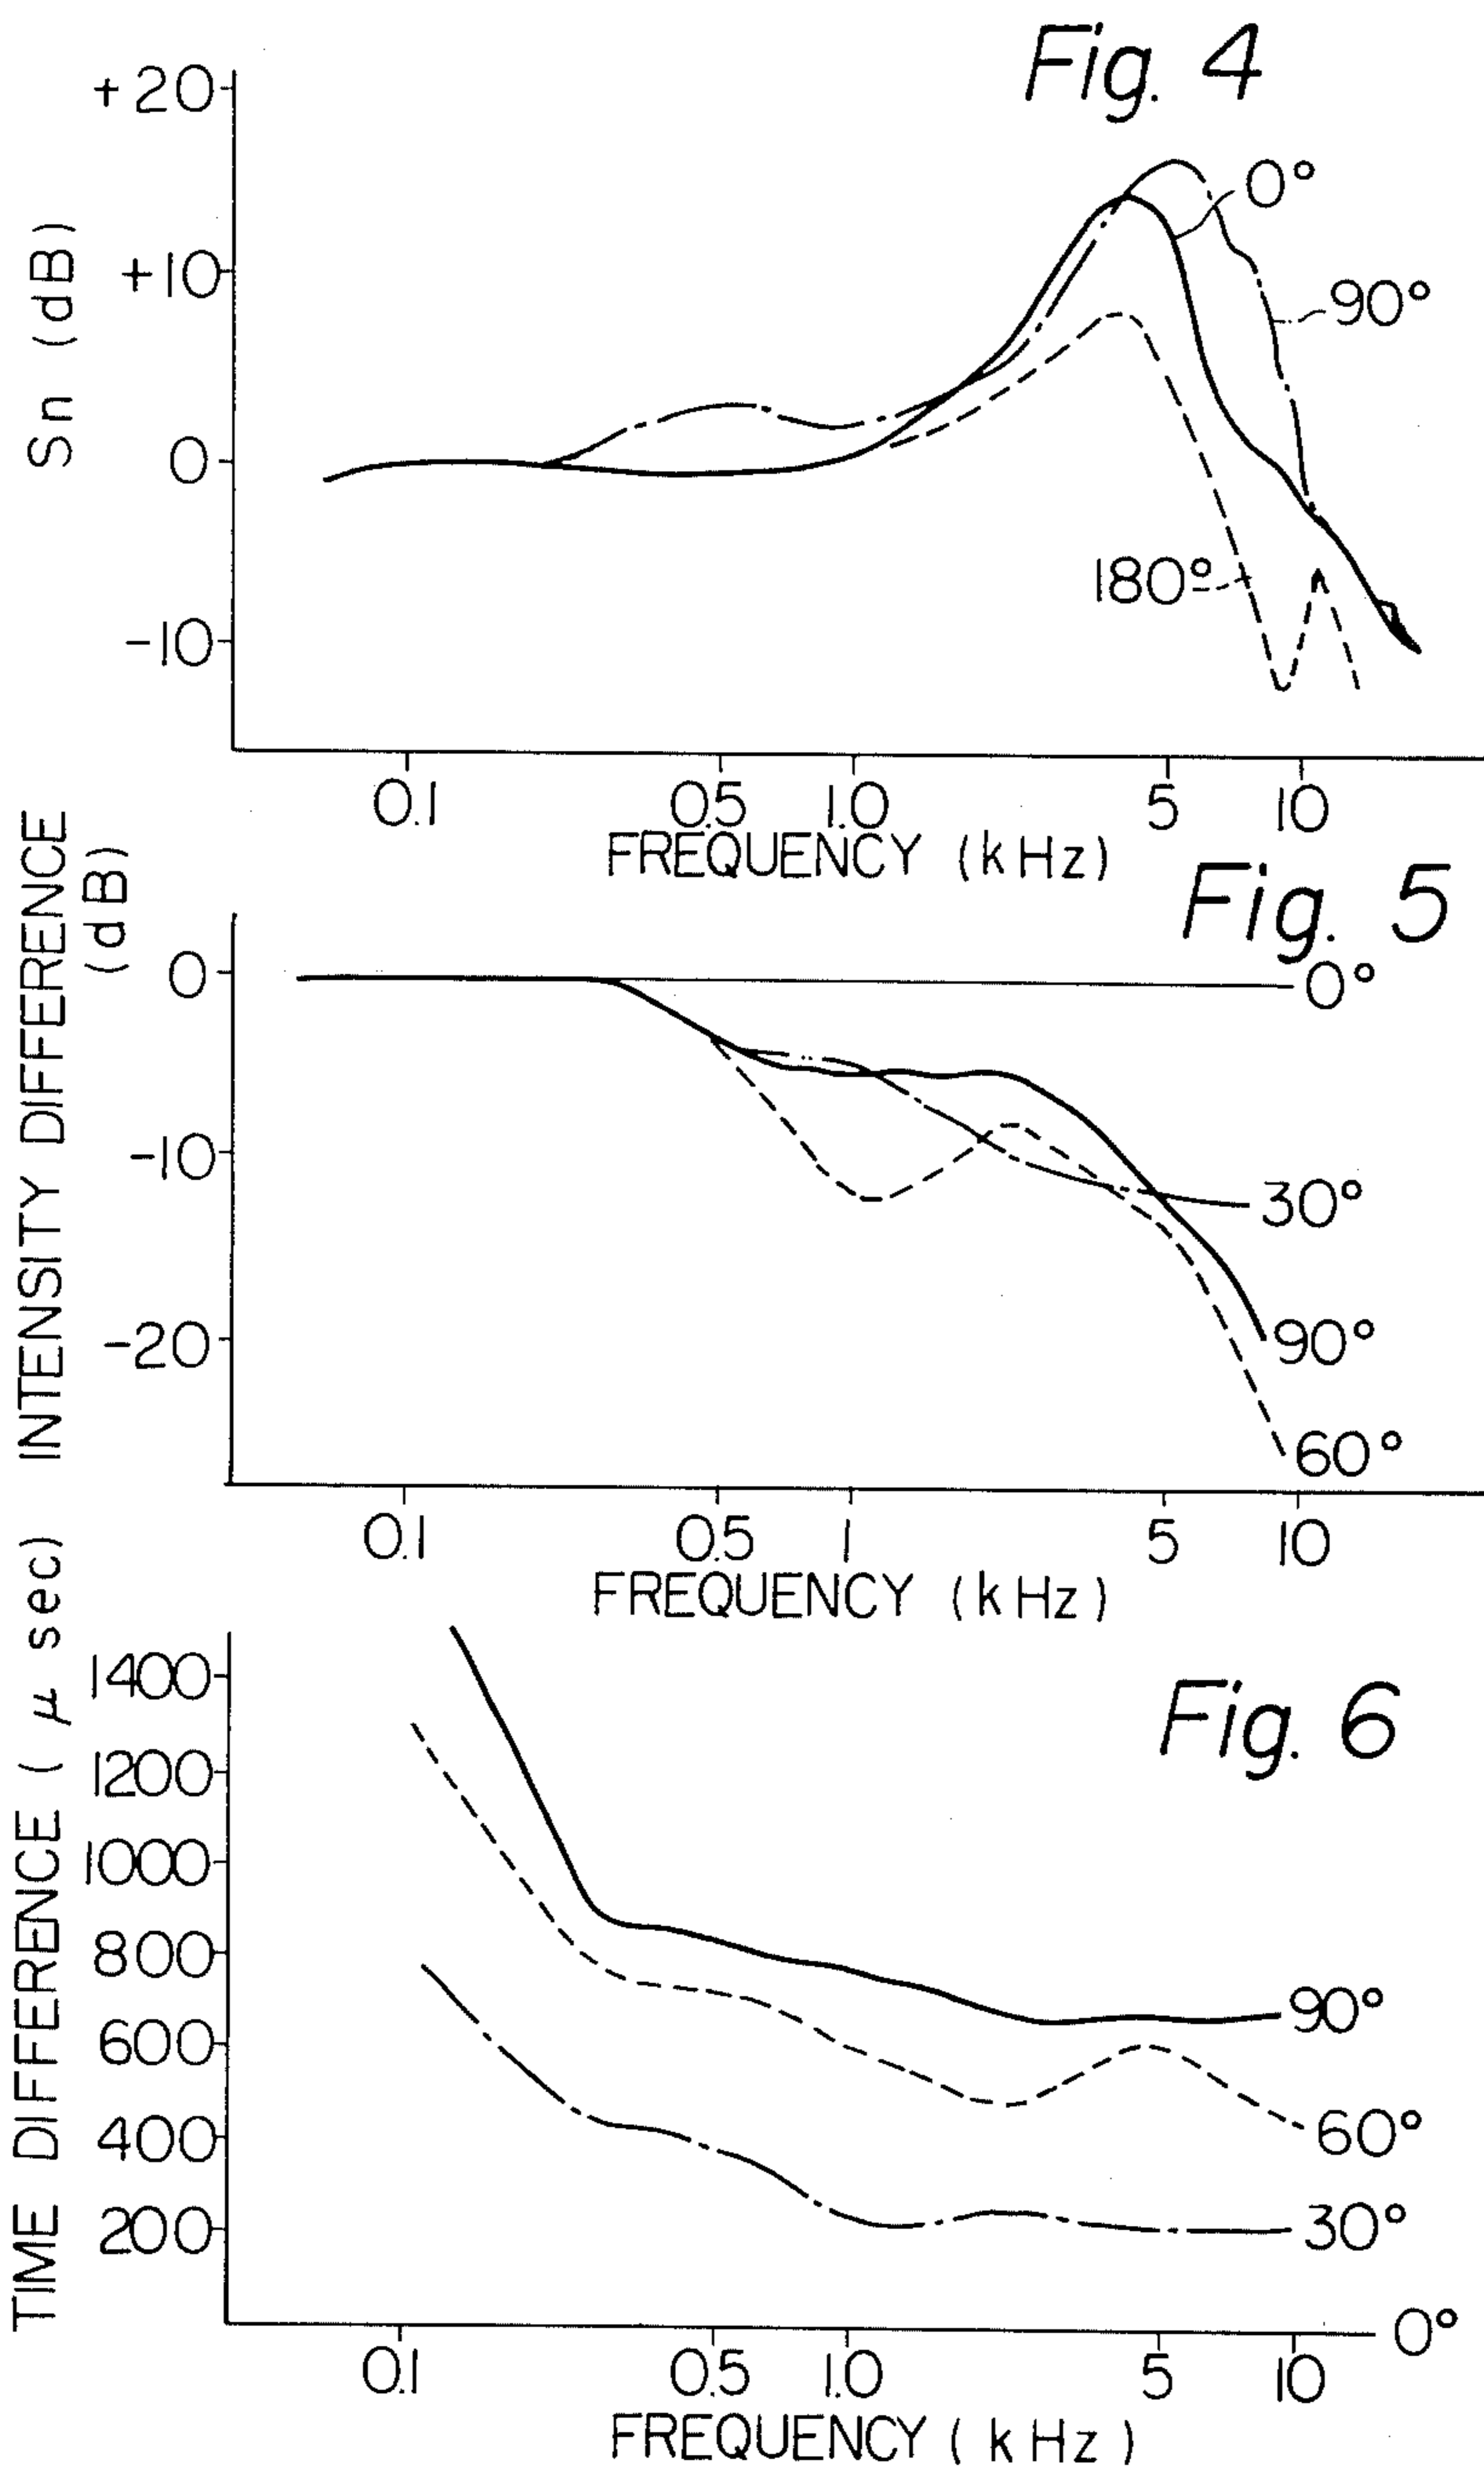 Fig. 4
+20
+10
0
-10
Sn (dB)
0°
90°
180°
0.1 0.5 1.0 5 10
FREQUENCY (kHz)
Fig. 5
INTENSITY DIFFERENCE
(dB)
0
-10
-20
0°
30°
90°
60°
0.1 0.5 1 5 10
FREQUENCY (kHz)
Fig. 6
TIME DIFFERENCE (μ sec)
1400
1200
1000
800
600
400
200
90°
60°
30°
0°
0.1 0.5 1.0 5 10
FREQUENCY (kHz)